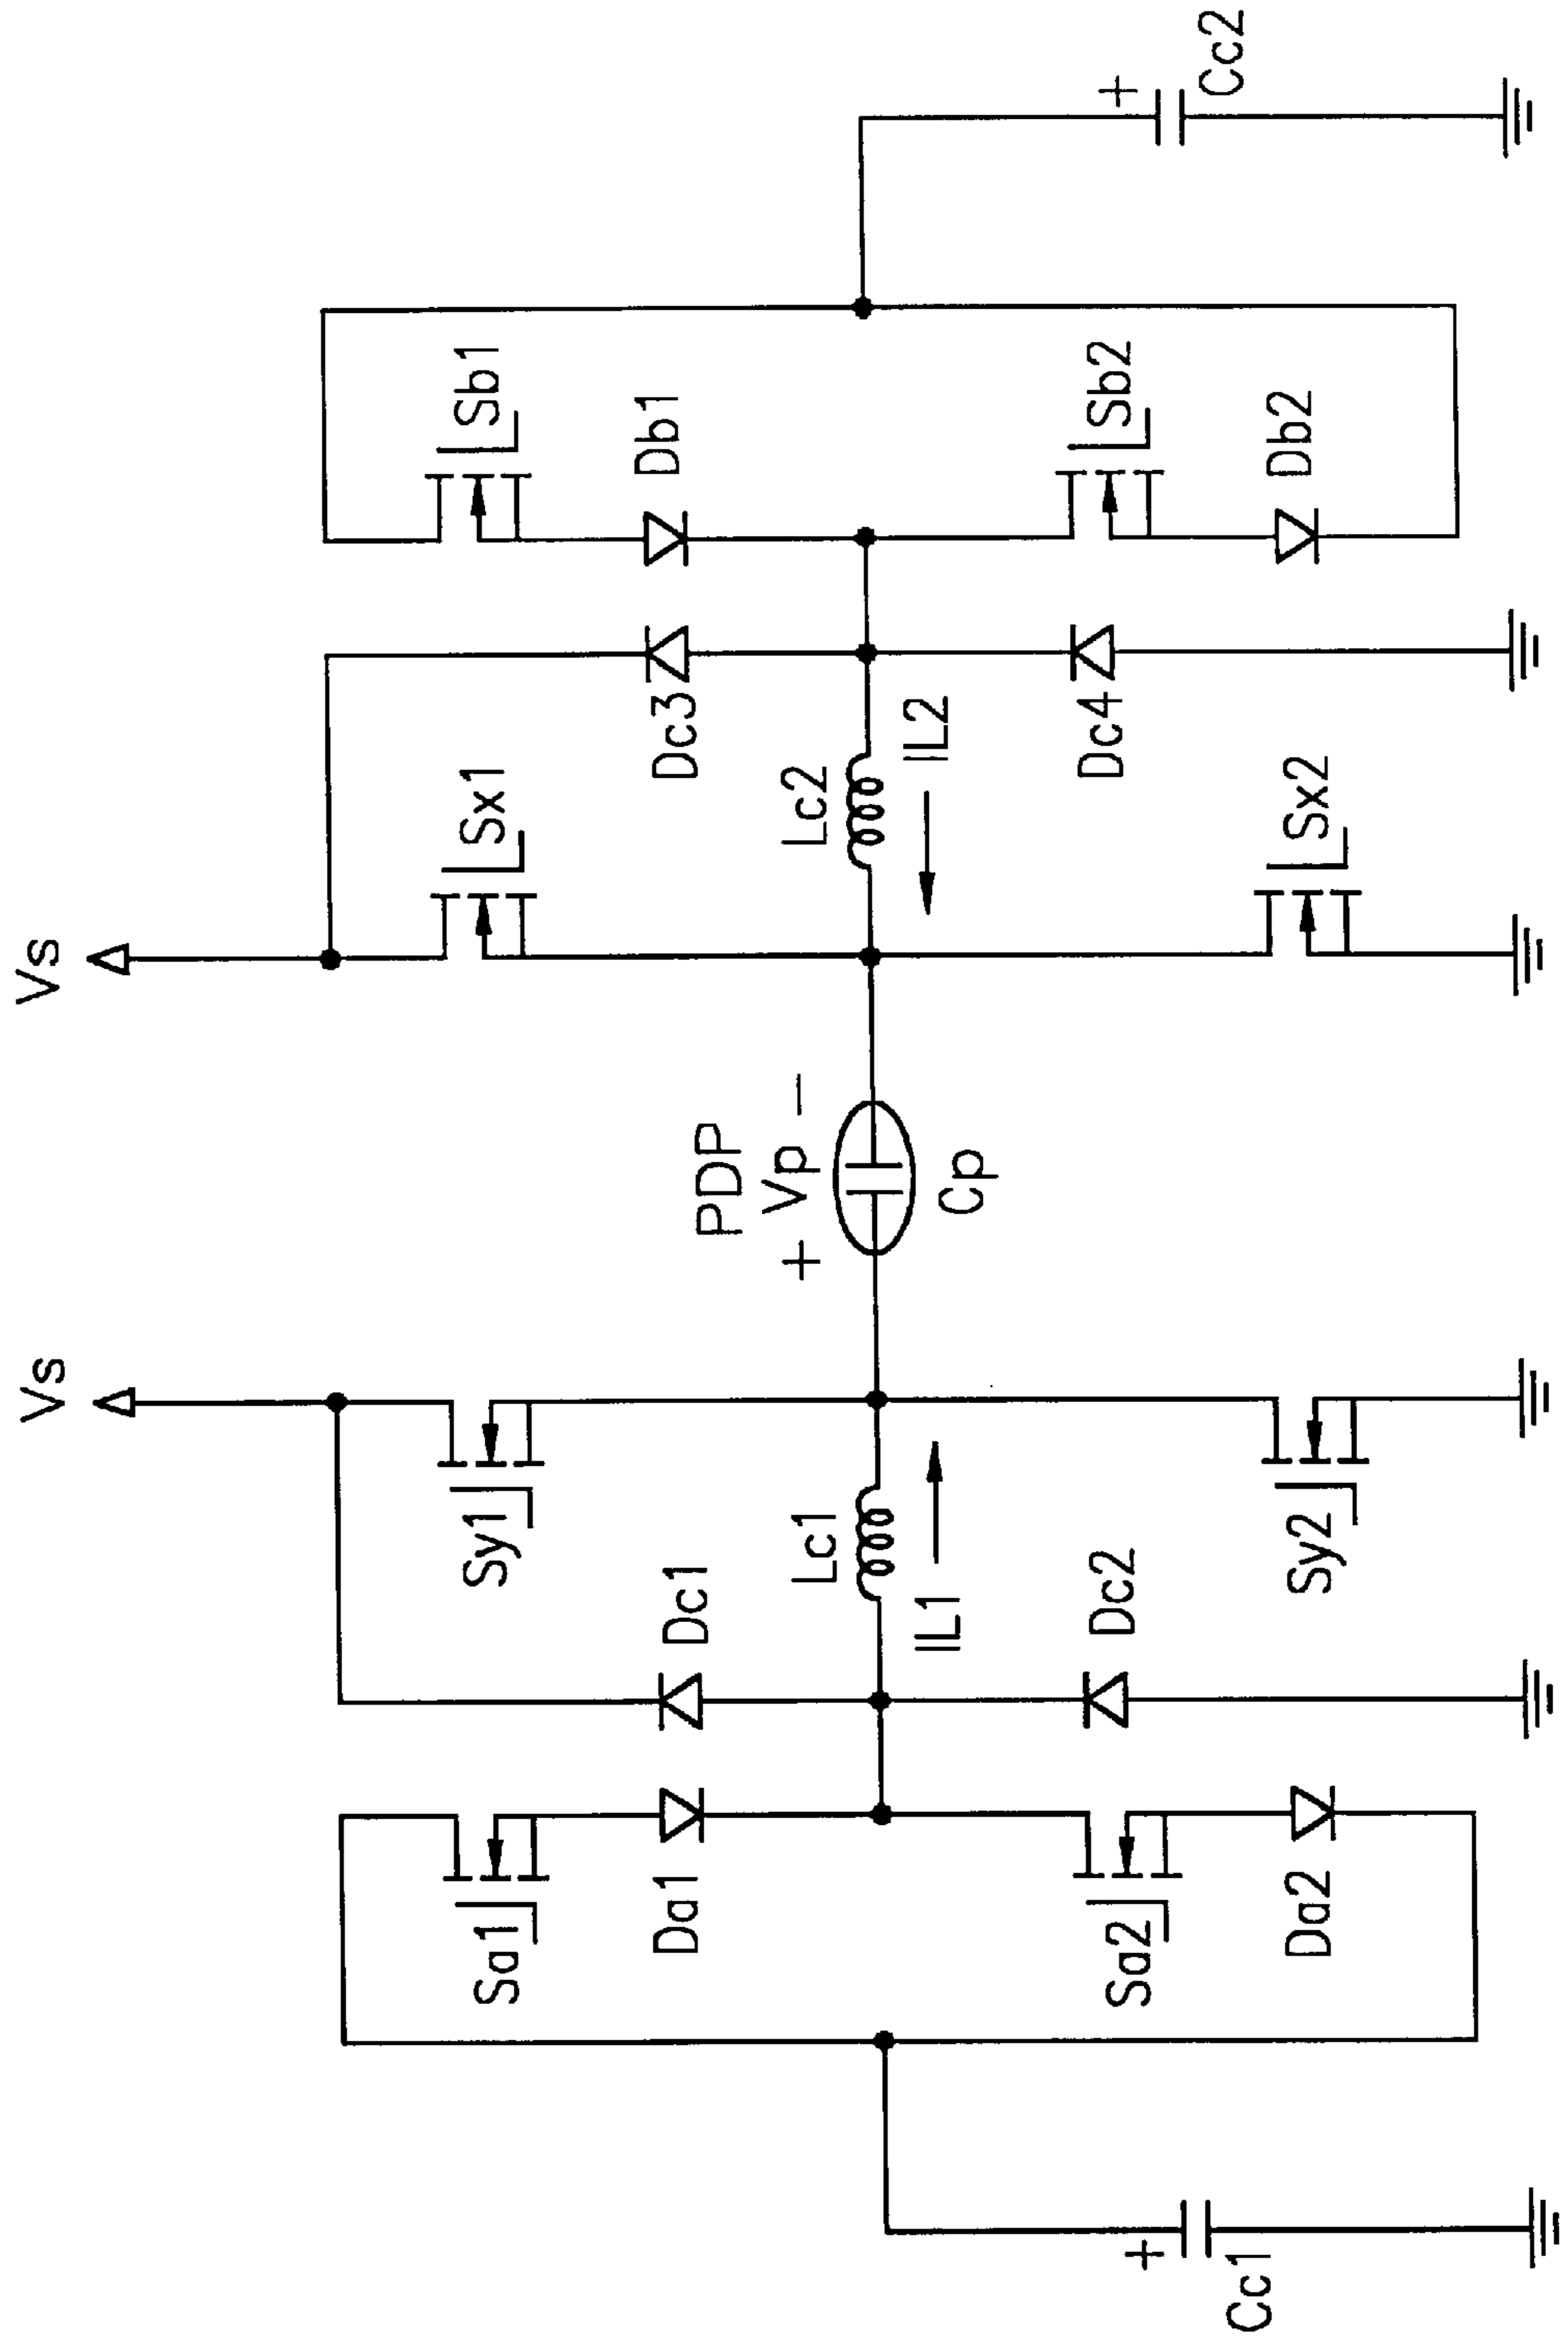 Vs
Vs
Sa1
Da1
Sa2
Da2
Cc1
+
Dc1
Dc2
Sy1
Sy2
Lc1
IL1
PDP
+ Vp −
Cp
Sx1
Sx2
Lc2
IL2
Dc3
Dc4
Sb1
Db1
Sb2
Db2
+
Cc2